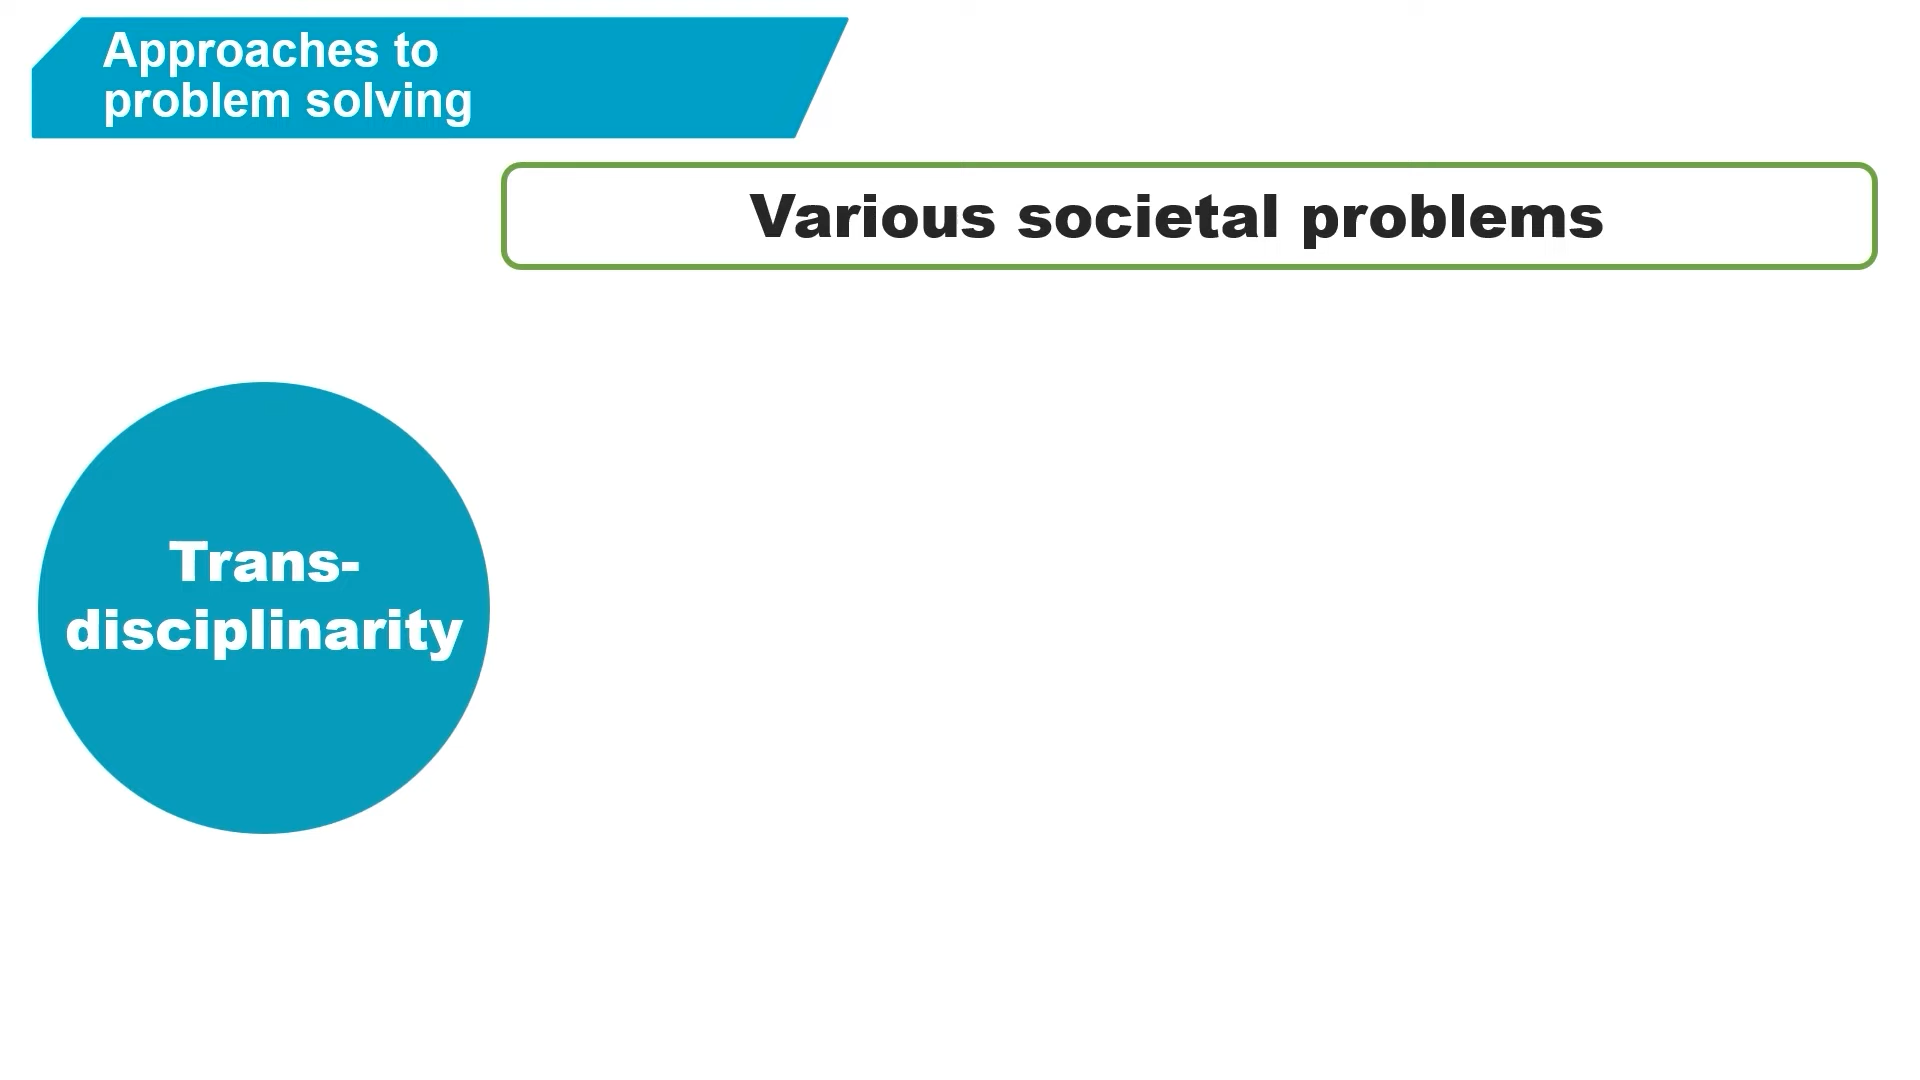 Approaches to
problem solving
Various societal problems
Trans-
disciplinarity